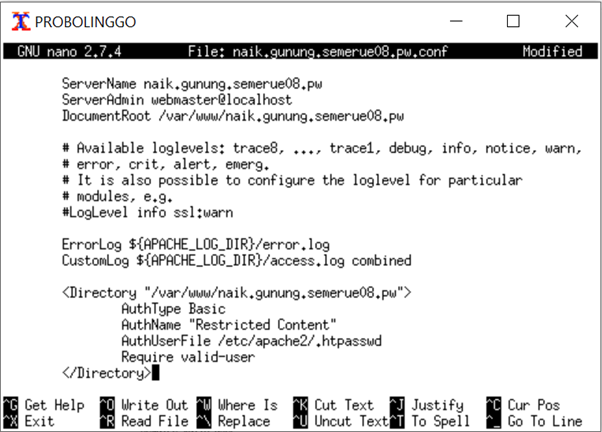 PROBOLINGGO
GNU nano 2.7.4 File: naik.gunung.semerue08.pw.conf Modified
ServerName naik.gunung.semerue08.pw
ServerAdmin webmaster@localhost
DocumentRoot /var/www/naik.gunung.semerue08.pw
# Available loglevels: trace8, ..., trace1, debug, info, notice, warn,
# error, crit, alert, emerg.
# It is also possible to configure the loglevel for particular
# modules, e.g.
#LogLevel info ssl:warn
ErrorLog ${APACHE_LOG_DIR}/error.log
CustomLog ${APACHE_LOG_DIR}/access.log combined
<Directory "/var/www/naik.gunung.semerue08.pw">
AuthType Basic
AuthName "Restricted Content"
AuthUserFile /etc/apache2/.htpasswd
Require valid-user
</Directory>
^G Get Help ^O Write Out ^W Where Is ^K Cut Text ^J Justify ^C Cur Pos
^X Exit ^R Read File ^\ Replace ^U Uncut Text ^T To Spell ^_ Go To Line